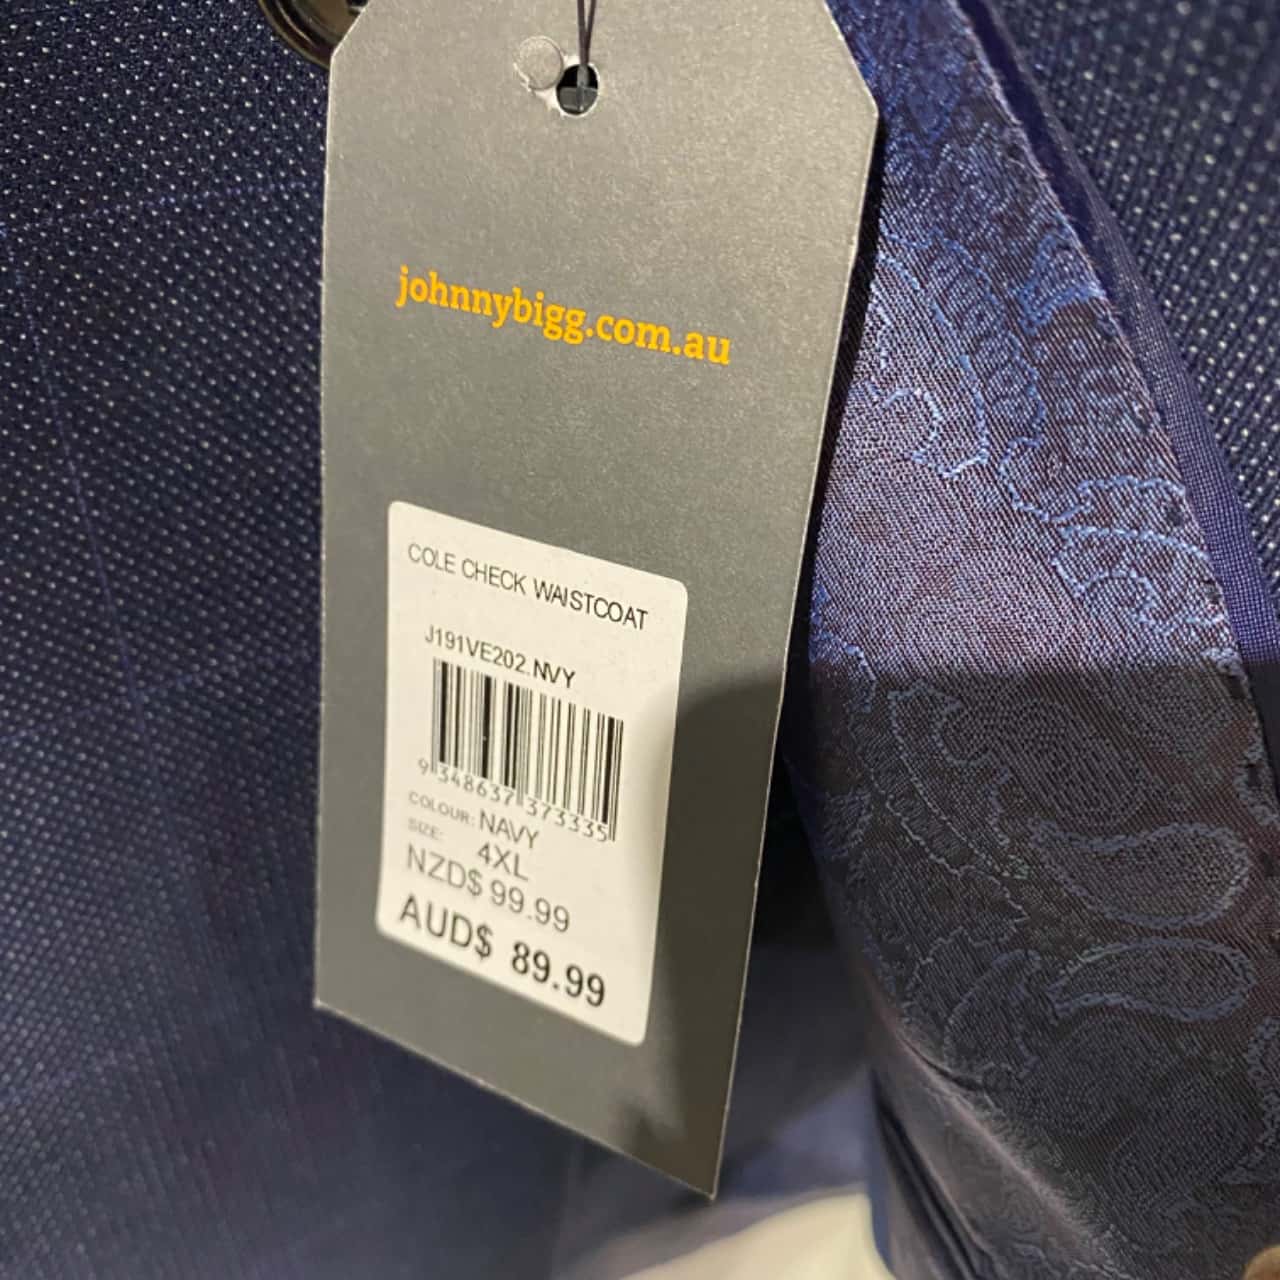 johnnybigg.com.au
COLE CHECK WAISTCOAT
J191VE202.NVY
9 348637 373335
COLOUR: NAVY
SIZE: 4XL
NZD$ 99.99
AUD$ 89.99